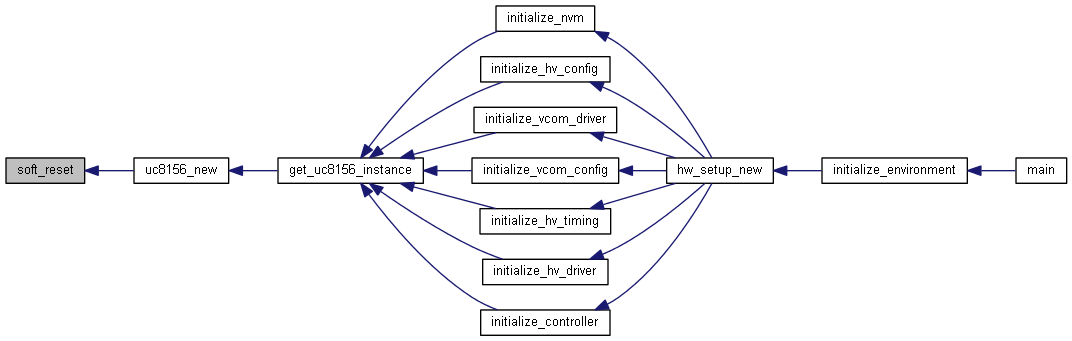 initialize_nvm
initialize_hv_config
initialize_vcom_driver
soft_reset
uc8156_new
get_uc8156_instance
initialize_vcom_config
hw_setup_new
initialize_environment
main
initialize_hv_timing
initialize_hv_driver
initialize_controller